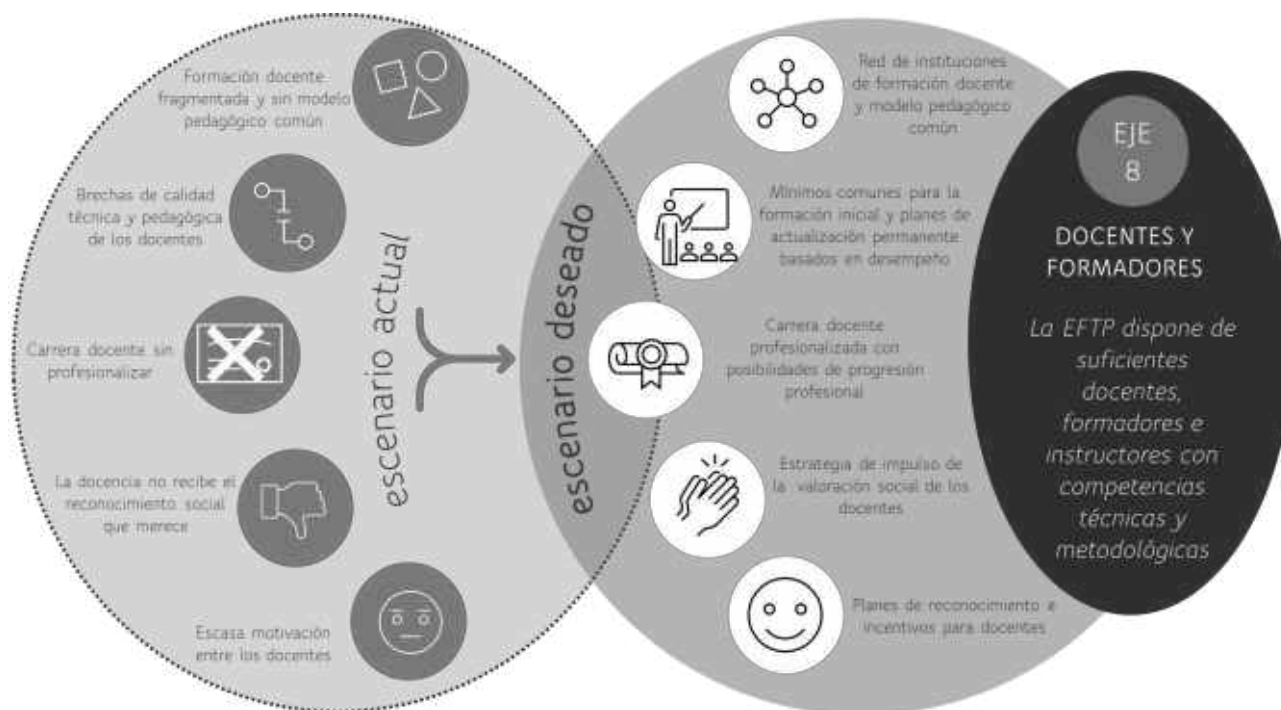 Formación docente
fragmentada y sin modelo
pedagógico común
Brechas de calidad
técnica y pedagógica
de los docentes
Carrera docente sin
profesionalizar
La docencia no recibe el
reconocimiento social
que merece
Escasa motivación
entre los docentes
escenario actual
escenario deseado
Red de instituciones
de formación docente
y modelo pedagógico
común
Mínimos comunes para la
formación inicial y planes de
actualización permanente
basados en desempeño
Carrera docente
profesionalizada con
posibilidades de progresión
profesional
Estrategia de impulso de
la valoración social de los
docentes
Planes de reconocimiento e
incentivos para docentes
EJE
8
DOCENTES Y
FORMADORES
La EFTP dispone de
suficientes
docentes,
formadores e
instructores con
competencias
técnicas y
metodológicas